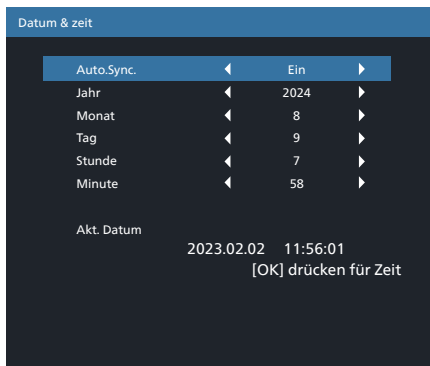 Datum & zeit
Auto.Sync. Ein
Jahr 2024
Monat 8
Tag 9
Stunde 7
Minute 58
Akt. Datum
2023.02.02 11:56:01
[OK] drücken für Zeit